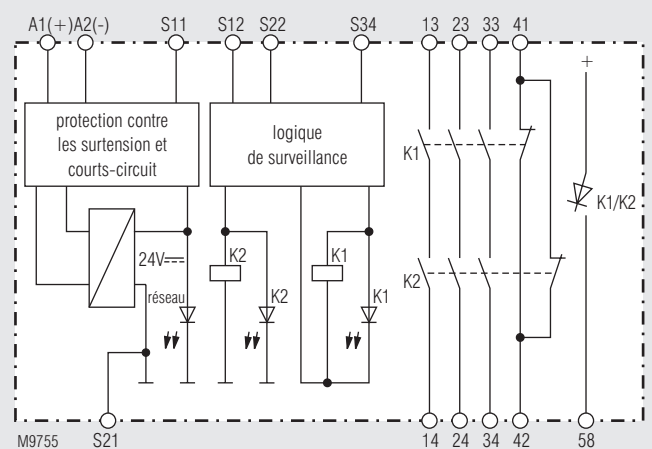 A1(+) A2(-) S11 S12 S22 S34 13 23 33 41
+
protection contre
les surtension et
courts-circuit
logique
de surveillance
K1
K1/K2
24V
K2
K1
K2
réseau
K2
K1
M9755
S21
14 24 34 42 58